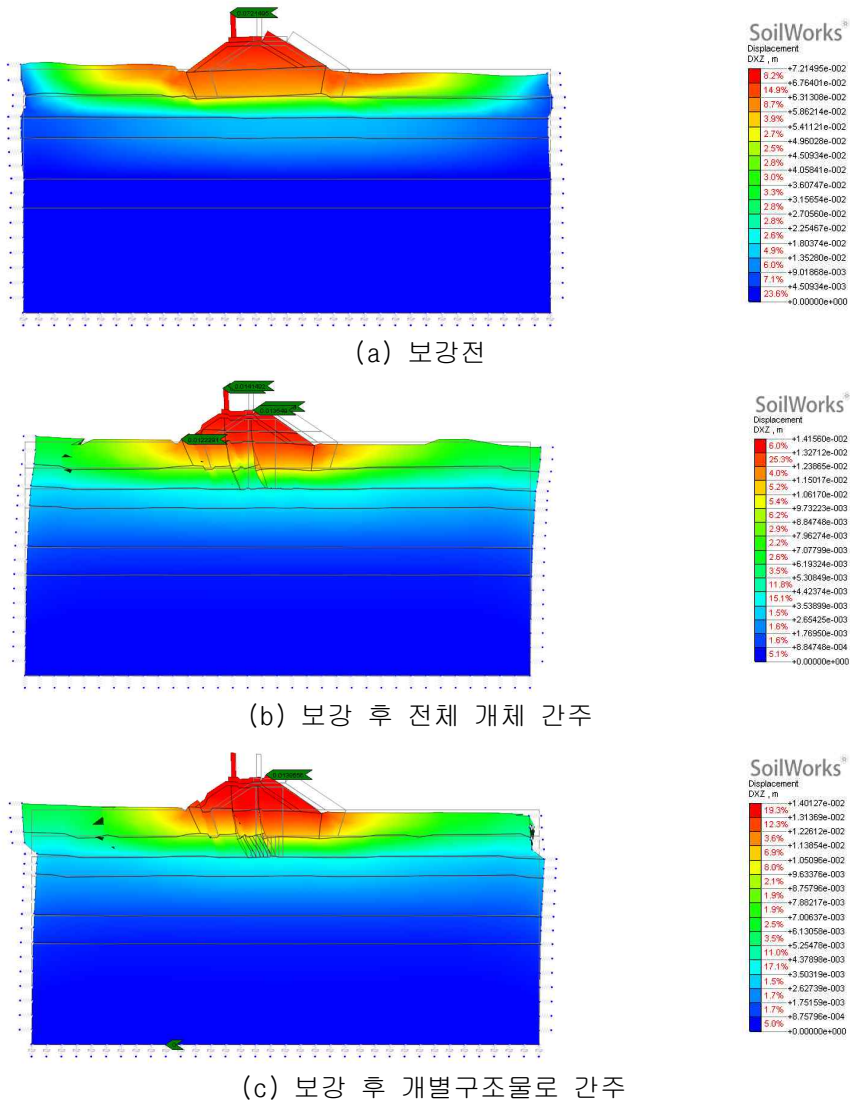 0.0721495
SoilWorks®
Displacement
DXZ , m
+7.21495e-002
8.2%
+6.76401e-002
14.9%
+6.31308e-002
8.7%
+5.86214e-002
3.9%
+5.41121e-002
2.7%
+4.96028e-002
2.5%
+4.50934e-002
2.8%
+4.05841e-002
3.0%
+3.60747e-002
3.3%
+3.15654e-002
2.8%
+2.70560e-002
2.8%
+2.25467e-002
2.6%
+1.80374e-002
4.9%
+1.35280e-002
6.0%
+9.01868e-003
7.1%
+4.50934e-003
23.6%
+0.00000e+000
(a) 보강전
SoilWorks®
Displacement
DXZ , m
+1.41560e-002
6.0%
+1.32712e-002
25.3%
+1.23865e-002
4.0%
+1.15017e-002
5.2%
+1.06170e-002
5.4%
+9.73223e-003
6.2%
+8.84748e-003
2.9%
+7.96274e-003
2.2%
+7.07799e-003
2.6%
+6.19324e-003
3.5%
+5.30849e-003
11.8%
+4.42374e-003
15.1%
+3.53899e-003
1.5%
+2.65425e-003
1.6%
+1.76950e-003
1.6%
+8.84748e-004
5.1%
+0.00000e+000
(b) 보강 후 전체 개체 간주
SoilWorks®
Displacement
DXZ , m
+1.40127e-002
19.3%
+1.31369e-002
12.3%
+1.22612e-002
3.6%
+1.13854e-002
6.9%
+1.05096e-002
8.0%
+9.63376e-003
2.1%
+8.75796e-003
1.9%
+7.88217e-003
1.9%
+7.00637e-003
2.5%
+6.13058e-003
3.5%
+5.25478e-003
11.0%
+4.37898e-003
17.1%
+3.50319e-003
1.5%
+2.62739e-003
1.7%
+1.75159e-003
1.7%
+8.75796e-004
5.0%
+0.00000e+000
(c) 보강 후 개별구조물로 간주